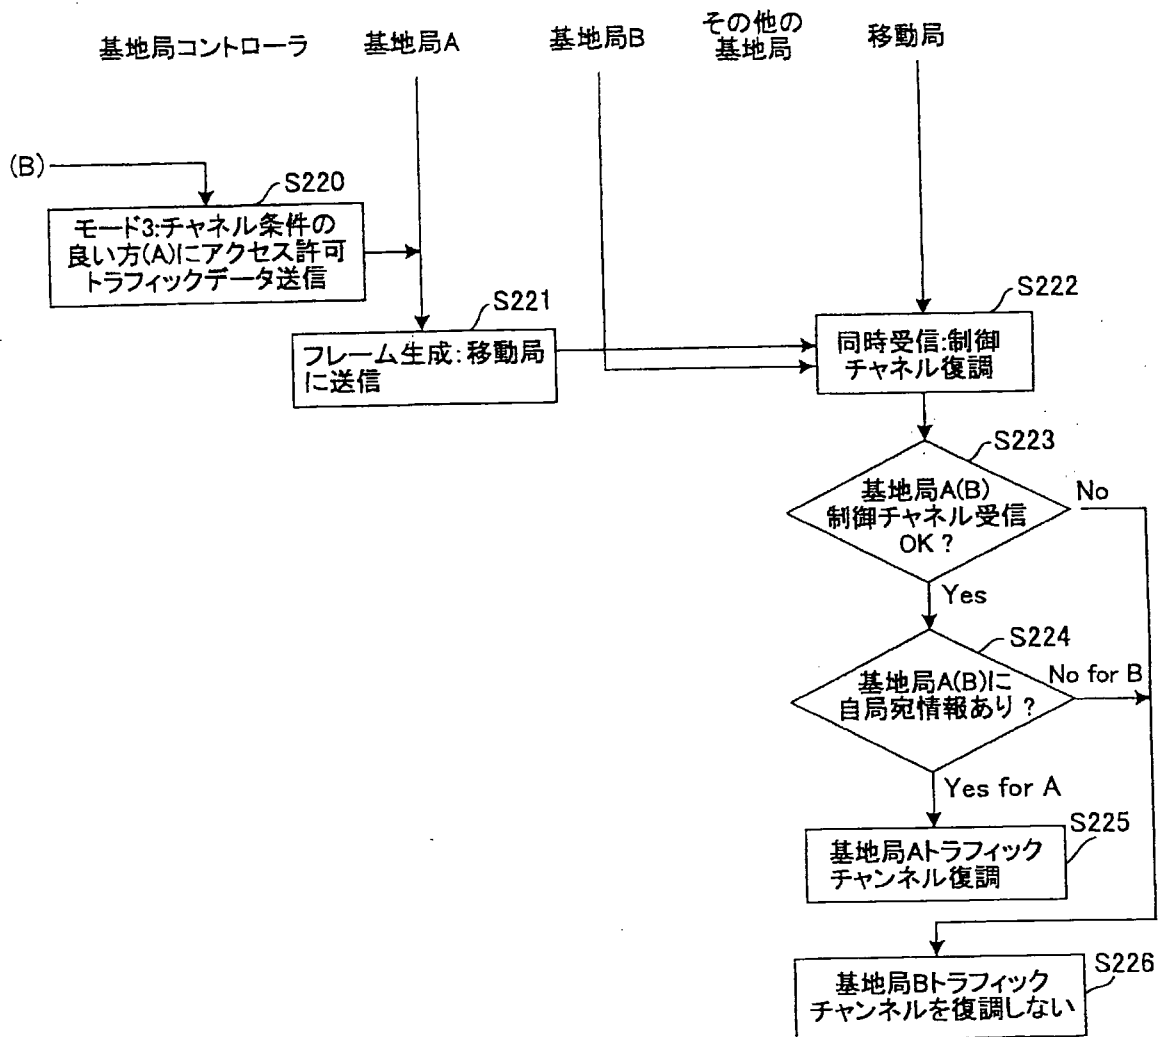 基地局コントローラ
基地局A
基地局B
その他の
基地局
移動局
(B)
S220
モード3:チャネル条件の
良い方(A)にアクセス許可
トラフィックデータ送信
S221
フレーム生成:移動局
に送信
S222
同時受信:制御
チャネル復調
S223
基地局A(B)
制御チャネル受信
OK?
No
Yes
S224
基地局A(B)に
自局宛情報あり?
No for B
Yes for A
S225
基地局Aトラフィック
チャンネル復調
S226
基地局Bトラフィック
チャンネルを復調しない